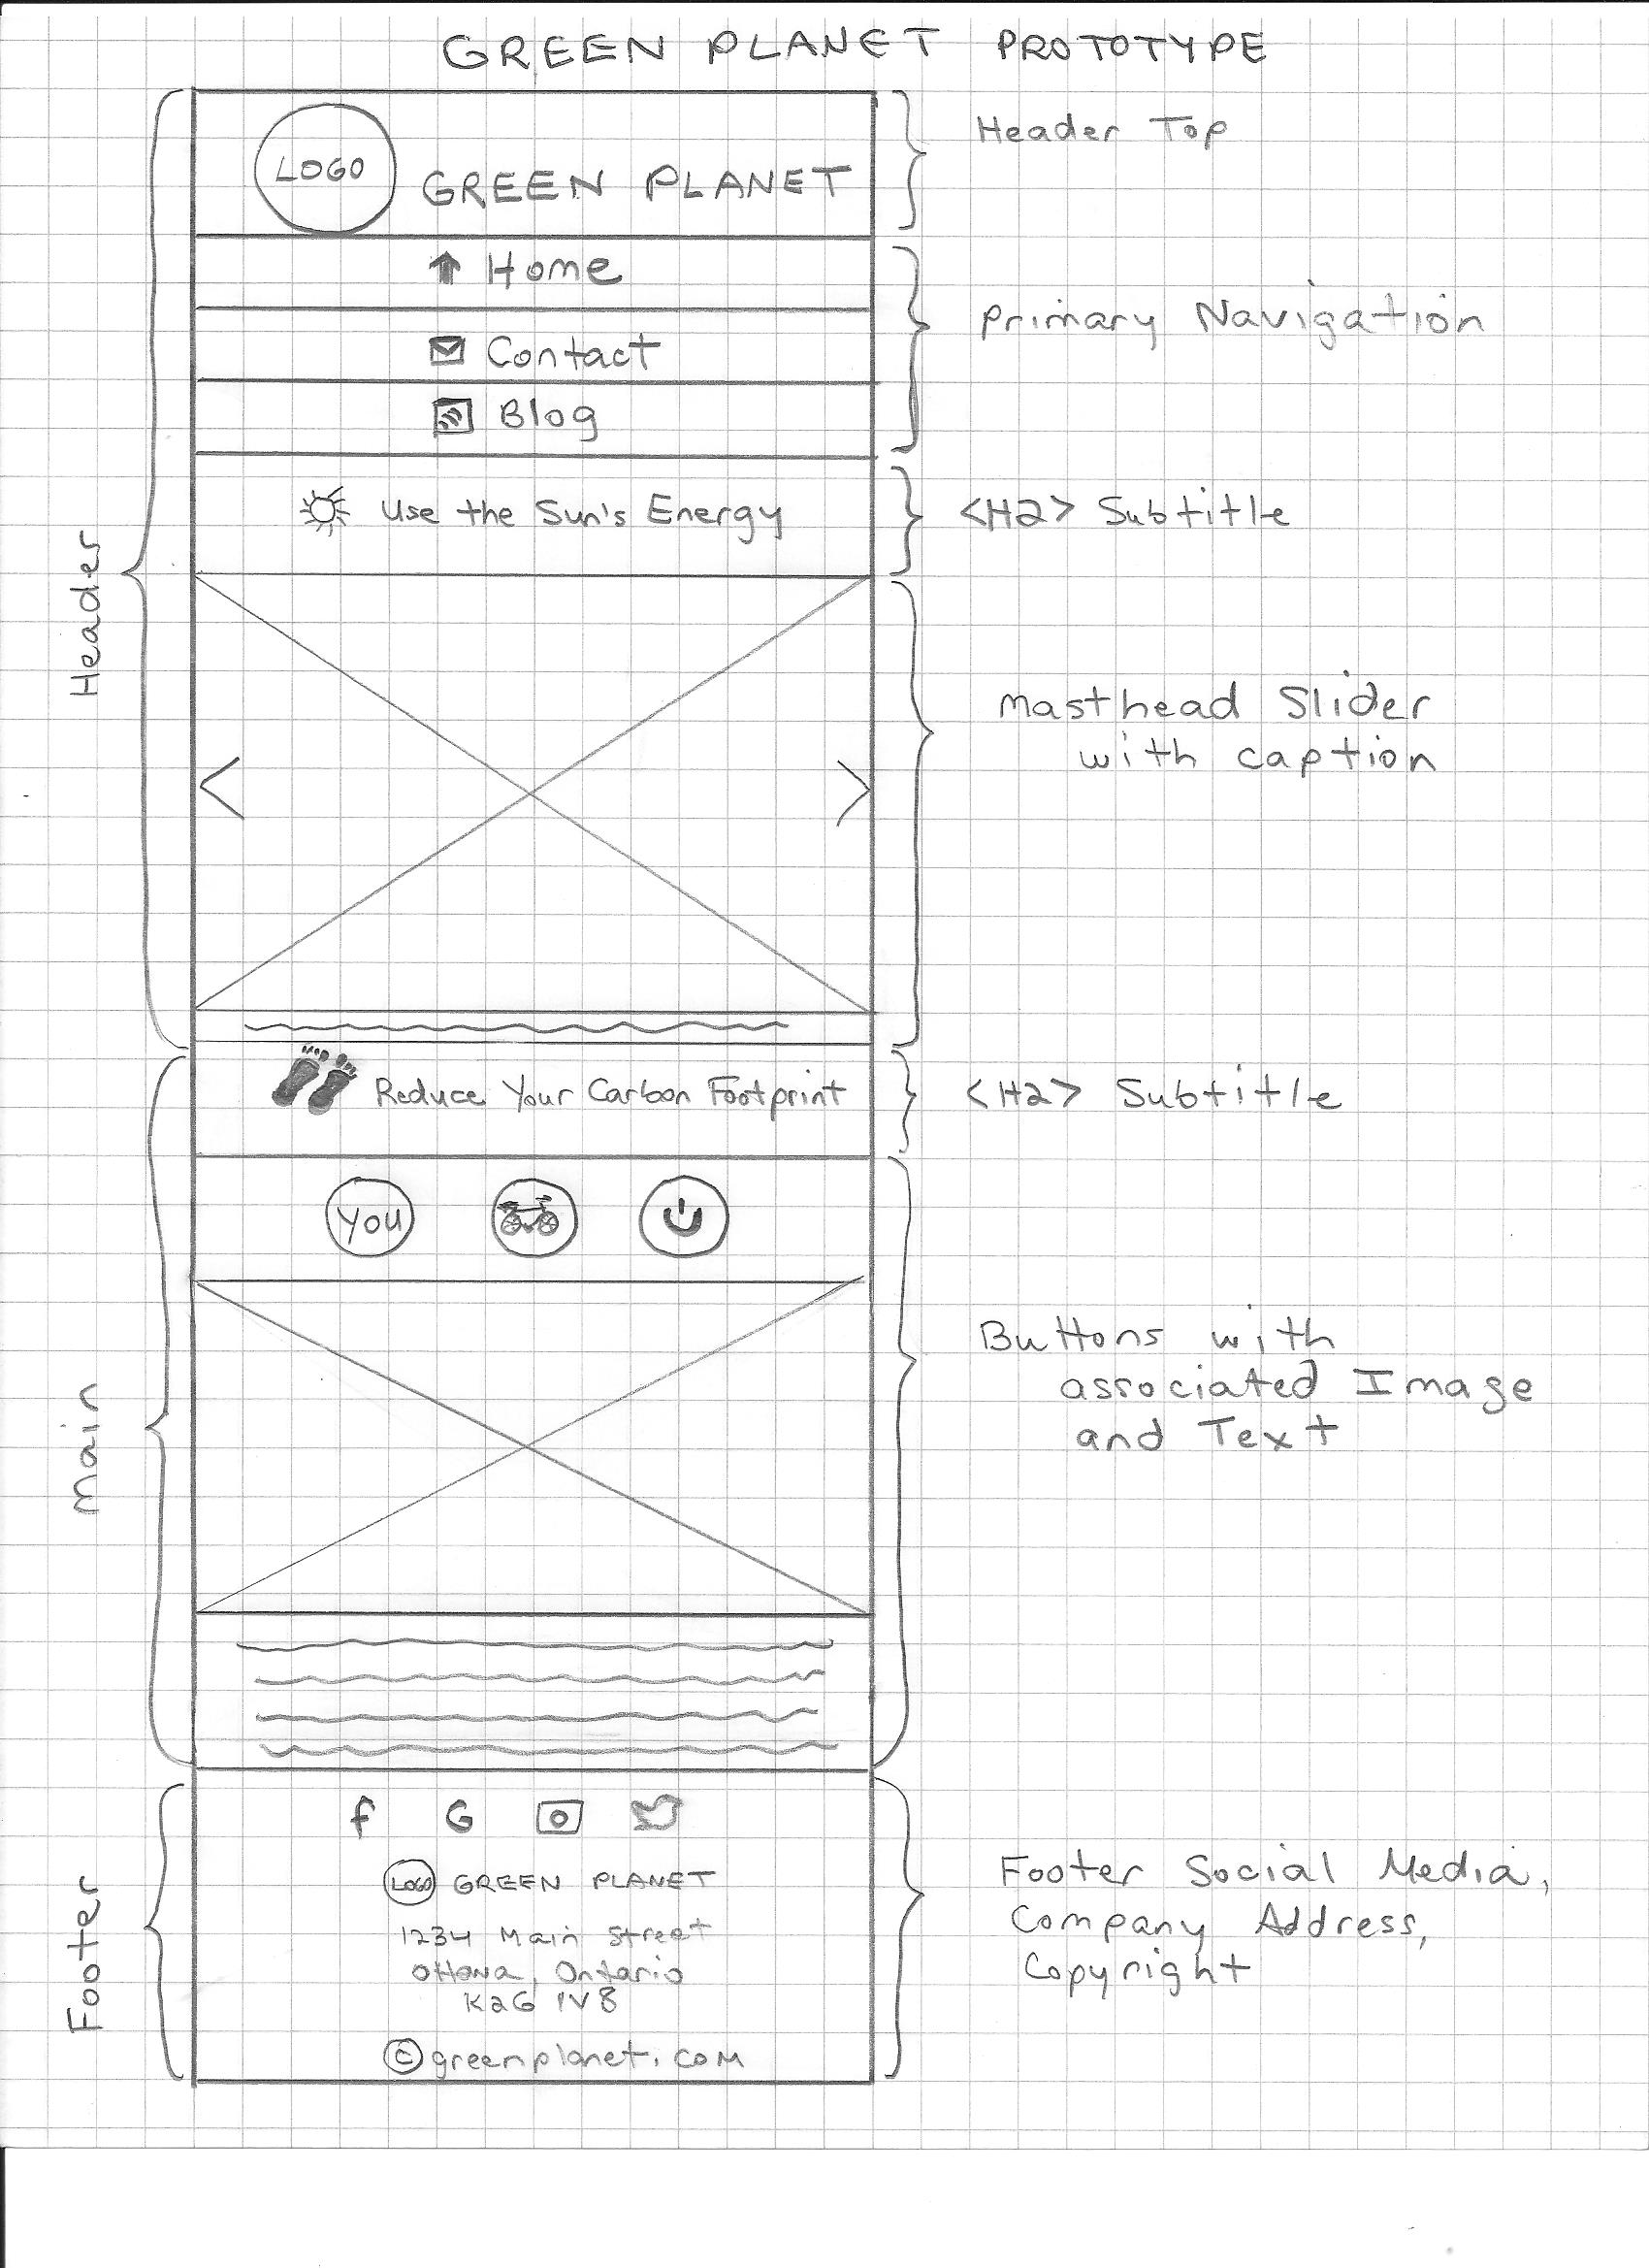 GREEN PLANET PROTOTYPE
LOGO
GREEN PLANET
Header Top
Home
Contact
Blog
Primary Navigation
Header
Use the Sun's Energy
<H2> Subtitle
Masthead Slider
with caption
Reduce Your Carbon Footprint
<H2> Subtitle
YOU
Main
Buttons with
associated Image
and Text
f G
LOGO GREEN PLANET
1234 Main Street
Ottawa, Ontario
K2G 1V8
© greenplanet.com
Footer
Footer Social Media,
Company Address,
Copyright